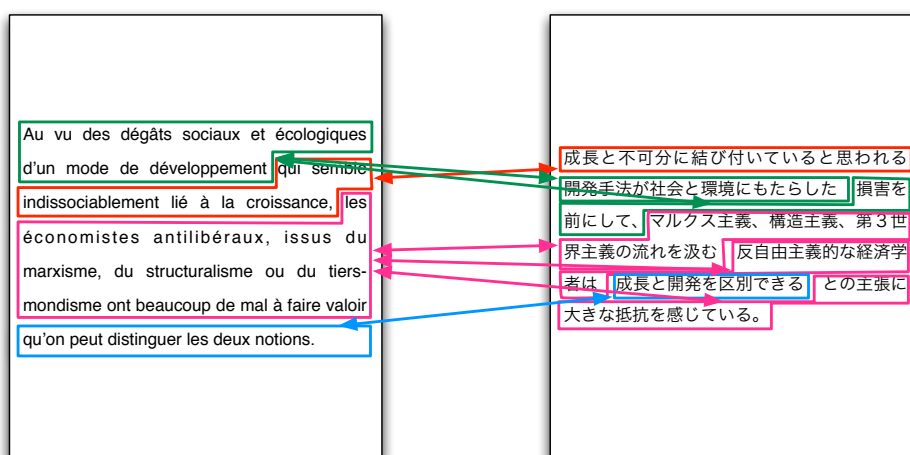 Au vu des dégâts sociaux et écologiques
d'un mode de développement qui semble
indissociablement lié à la croissance, les
économistes antilibéraux, issus du
marxisme, du structuralisme ou du tiers-
mondisme ont beaucoup de mal à faire valoir
qu'on peut distinguer les deux notions.
成長と不可分に結び付いていると思われる
開発手法が社会と環境にもたらした 損害を
前にして、マルクス主義、構造主義、第３世
界主義の流れを汲む 反自由主義的な経済学
者は 成長と開発を区別できる との主張に
大きな抵抗を感じている。